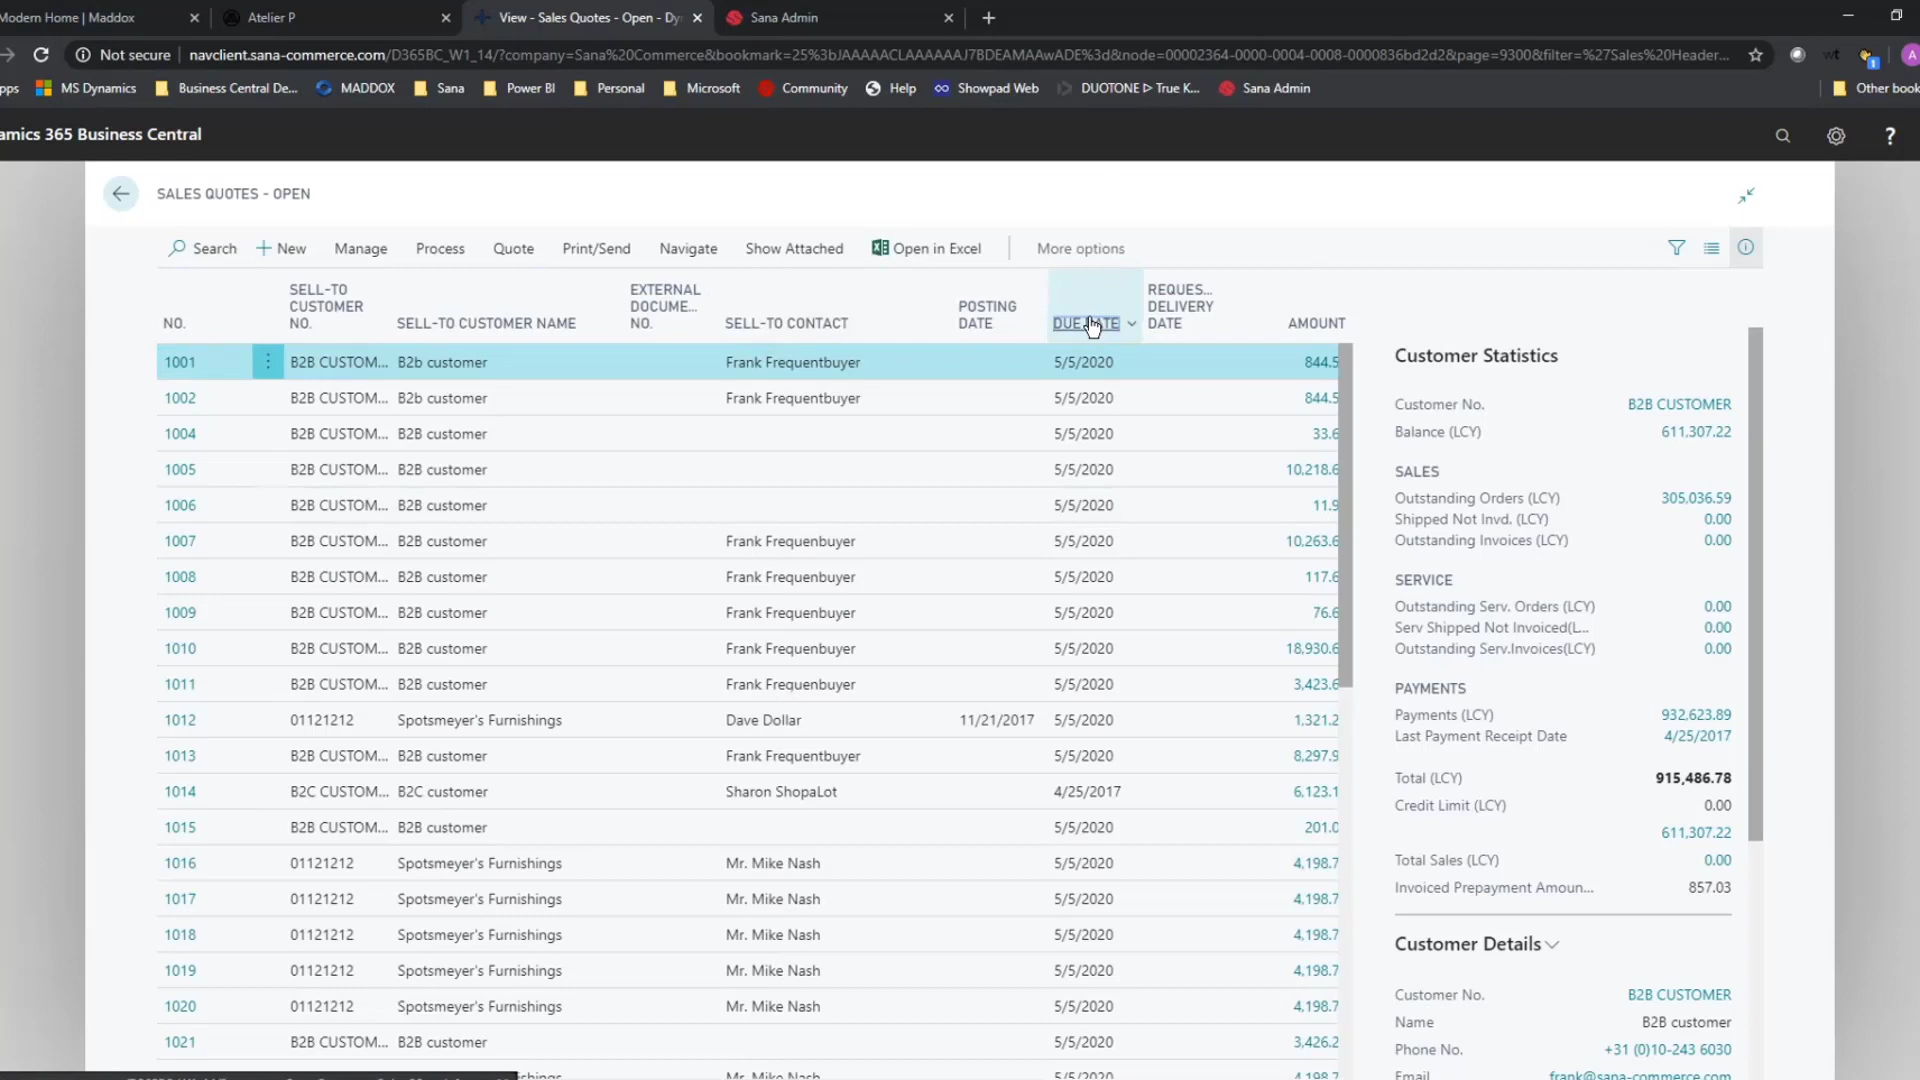 Modern Home | Maddox
Atelier P
View - Sales Quotes - Open - Dy
Sana Admin
Not secure
navclient.sana-commerce.com/D365BC_W1_14/?company=Sana%20Commerce&bookmark=25%3bJAAAAACLAAAAAAJ7BDEAMAAwADE%3d&node=00002364-0000-0004-0008-0000836bd2d2&page=9300&filter=%27Sales%20Header...
pps MS Dynamics Business Central De... MADDOX Sana Power BI Personal Microsoft Community Help Showpad Web DUOTONE ᐅ True K... Sana Admin Other book
amics 365 Business Central
SALES QUOTES - OPEN
Search New Manage Process Quote Print/Send Navigate Show Attached Open in Excel More options
NO. SELL-TO CUSTOMER NO. SELL-TO CUSTOMER NAME EXTERNAL DOCUME... NO. SELL-TO CONTACT POSTING DATE DUE DATE REQUES... DELIVERY DATE AMOUNT
1001 B2B CUSTOM... B2b customer Frank Frequentbuyer 5/5/2020 844.5
1002 B2B CUSTOM... B2b customer Frank Frequentbuyer 5/5/2020 844.5
1004 B2B CUSTOM... B2B customer 5/5/2020 33.6
1005 B2B CUSTOM... B2B customer 5/5/2020 10,218.6
1006 B2B CUSTOM... B2B customer 5/5/2020 11.9
1007 B2B CUSTOM... B2B customer Frank Frequenbuyer 5/5/2020 10,263.6
1008 B2B CUSTOM... B2B customer Frank Frequenbuyer 5/5/2020 117.6
1009 B2B CUSTOM... B2B customer Frank Frequenbuyer 5/5/2020 76.6
1010 B2B CUSTOM... B2B customer Frank Frequenbuyer 5/5/2020 18,930.6
1011 B2B CUSTOM... B2B customer Frank Frequenbuyer 5/5/2020 3,423.6
1012 01121212 Spotsmeyer's Furnishings Dave Dollar 11/21/2017 5/5/2020 1,321.2
1013 B2B CUSTOM... B2B customer Frank Frequentbuyer 5/5/2020 8,297.9
1014 B2C CUSTOM... B2C customer Sharon ShopaLot 4/25/2017 6,123.1
1015 B2B CUSTOM... B2B customer 5/5/2020 201.0
1016 01121212 Spotsmeyer's Furnishings Mr. Mike Nash 5/5/2020 4,198.7
1017 01121212 Spotsmeyer's Furnishings Mr. Mike Nash 5/5/2020 4,198.7
1018 01121212 Spotsmeyer's Furnishings Mr. Mike Nash 5/5/2020 4,198.7
1019 01121212 Spotsmeyer's Furnishings Mr. Mike Nash 5/5/2020 4,198.7
1020 01121212 Spotsmeyer's Furnishings Mr. Mike Nash 5/5/2020 4,198.7
1021 B2B CUSTOM... B2B customer 5/5/2020 3,426.2
Customer Statistics
Customer No. B2B CUSTOMER
Balance (LCY) 611,307.22
SALES
Outstanding Orders (LCY) 305,036.59
Shipped Not Invd. (LCY) 0.00
Outstanding Invoices (LCY) 0.00
SERVICE
Outstanding Serv. Orders (LCY) 0.00
Serv Shipped Not Invoiced(L... 0.00
Outstanding Serv.Invoices(LCY) 0.00
PAYMENTS
Payments (LCY) 932,623.89
Last Payment Receipt Date 4/25/2017
Total (LCY) 915,486.78
Credit Limit (LCY) 0.00
611,307.22
Total Sales (LCY) 0.00
Invoiced Prepayment Amoun... 857.03
Customer Details
Customer No. B2B CUSTOMER
Name B2B customer
Phone No. +31 (0)10-243 6030
Email frank@sana-commerce.com